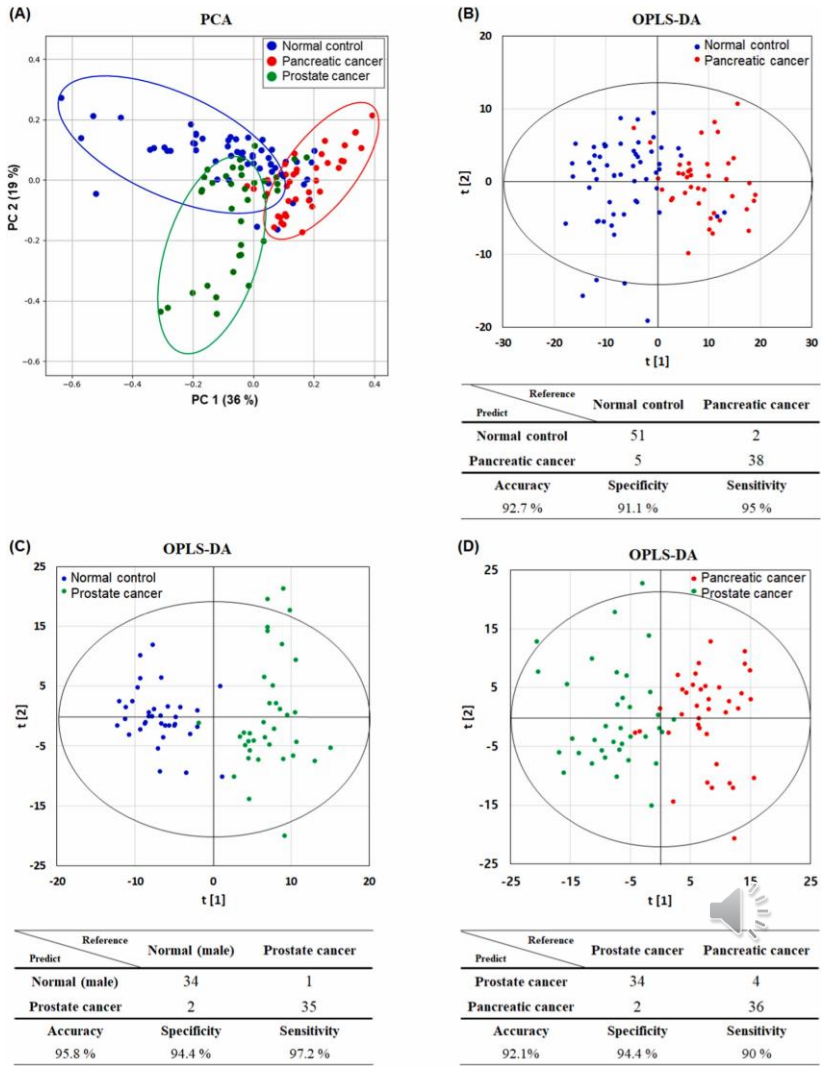 (A)
PCA
Normal control
Pancreatic cancer
Prostate cancer
0.4
0.2
0.0
−0.2
−0.4
−0.6
PC 2 (19 %)
−0.6
−0.4
−0.2
0.0
0.2
0.4
PC 1 (36 %)
(B)
OPLS-DA
Normal control
Pancreatic cancer
20
10
0
-10
-20
t [2]
-30
-20
-10
0
10
20
30
t [1]
Reference
Predict
Normal control
Pancreatic cancer
Normal control 51 2
Pancreatic cancer 5 38
Accuracy Specificity Sensitivity
92.7 % 91.1 % 95 %
(C)
OPLS-DA
Normal control
Prostate cancer
25
15
5
-5
-15
-25
t [2]
-20
-10
0
10
20
t [1]
Reference
Predict
Normal (male)
Prostate cancer
Normal (male) 34 1
Prostate cancer 2 35
Accuracy Specificity Sensitivity
95.8 % 94.4 % 97.2 %
(D)
OPLS-DA
Pancreatic cancer
Prostate cancer
25
15
5
-5
-15
-25
t [2]
-25
-15
-5
5
15
25
t [1]
Reference
Predict
Prostate cancer
Pancreatic cancer
Prostate cancer 34 4
Pancreatic cancer 2 36
Accuracy Specificity Sensitivity
92.1% 94.4 % 90 %